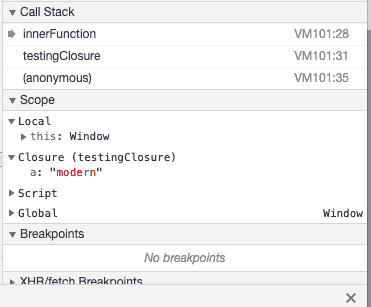 Call Stack
innerFunction VM101:28
testingClosure VM101:31
(anonymous) VM101:35
Scope
Local
this: Window
Closure (testingClosure)
a: "modern"
Script
Global Window
Breakpoints
No breakpoints
XHR/fetch Breakpoints